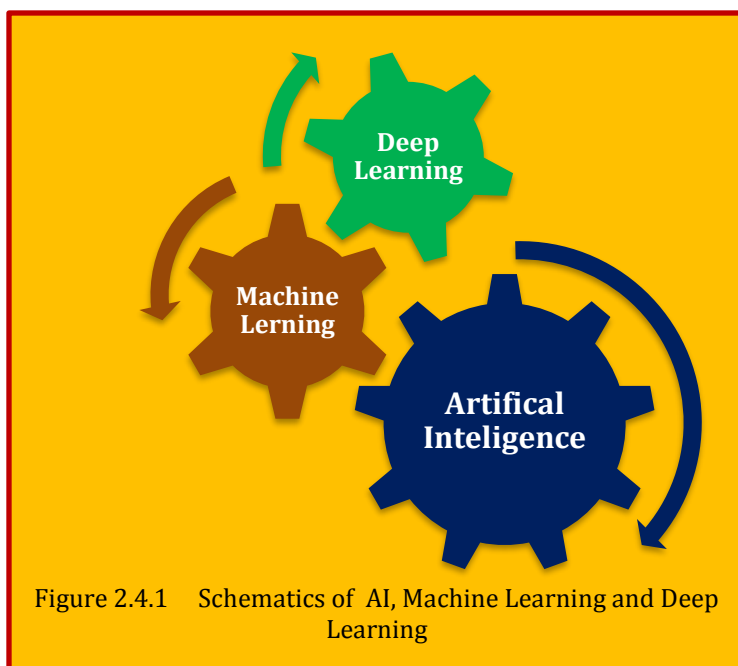 Deep
Learning
Machine
Lerning
Artifical
Inteligence
Figure 2.4.1 Schematics of AI, Machine Learning and Deep
Learning